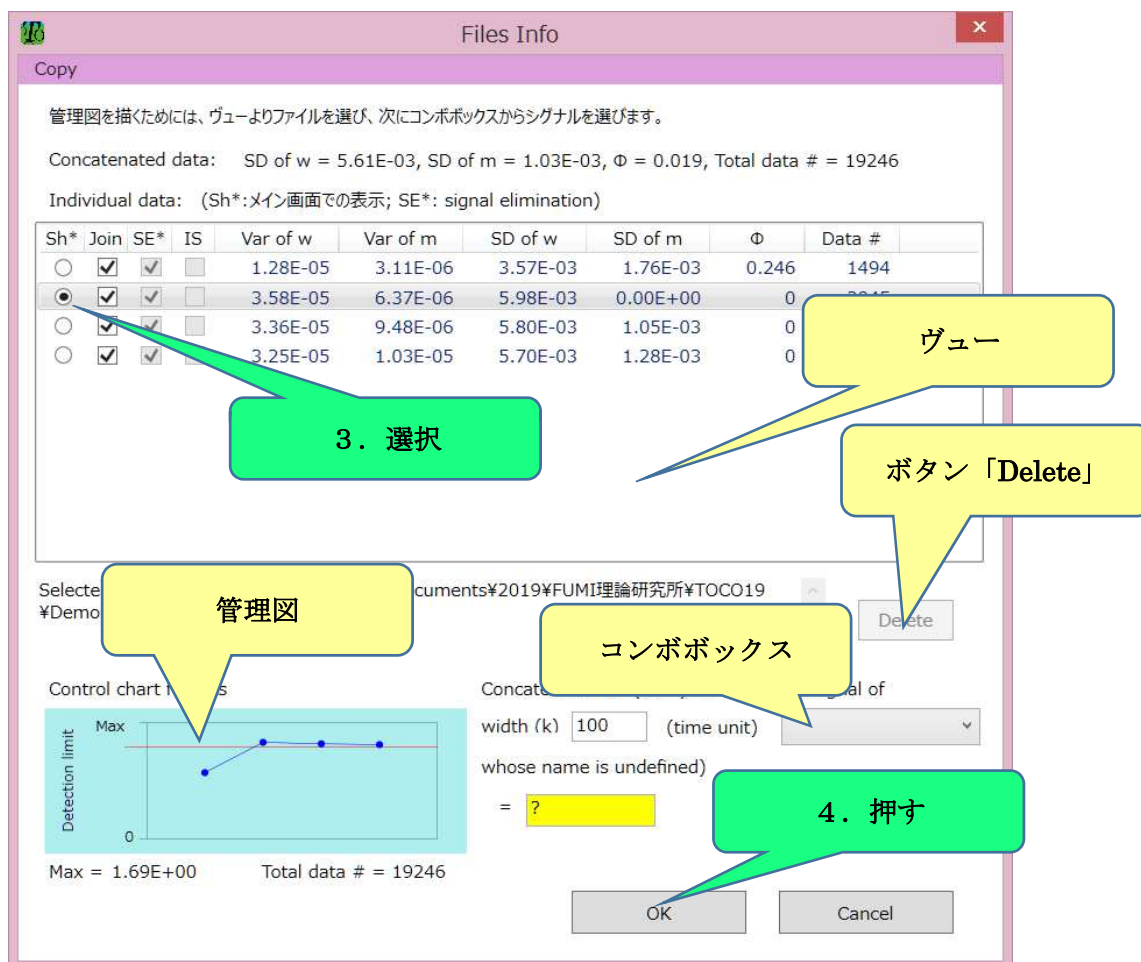 Files Info
Copy
管理図を描くためには、ヴューよりファイルを選び、次にコンボボックスからシグナルを選びます。
Concatenated data: SD of w = 5.61E-03, SD of m = 1.03E-03, Φ = 0.019, Total data # = 19246
Individual data: (Sh*:メイン画面での表示; SE*: signal elimination)
Sh* Join SE* IS Var of w Var of m SD of w SD of m Φ Data #
1.28E-05 3.11E-06 3.57E-03 1.76E-03 0.246 1494
3.58E-05 6.37E-06 5.98E-03 0.00E+00 0
3.36E-05 9.48E-06 5.80E-03 1.05E-03 0
3.25E-05 1.03E-05 5.70E-03 1.28E-03 0
ヴュー
3．選択
ボタン「Delete」
cuments¥2019¥FUMI理論研究所¥TOCO19
¥Demo
Delete
管理図
コンボボックス
Control chart
Concate
width (k) 100 (time unit)
whose name is undefined)
= ?
Max
Detection limit
0
4．押す
Max = 1.69E+00 Total data # = 19246
OK
Cancel